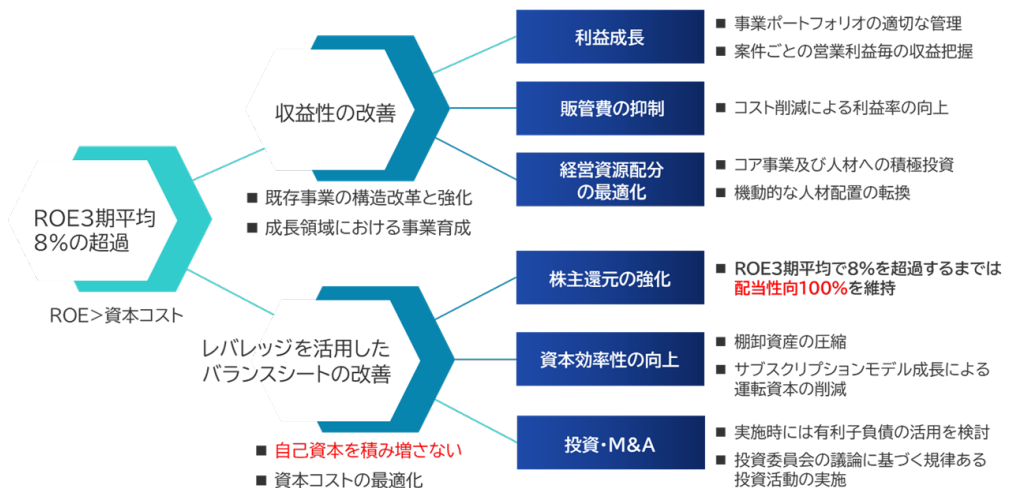 ROE3期平均
8%の超過
ROE>資本コスト
収益性の改善
■ 既存事業の構造改革と強化
■ 成長領域における事業育成
利益成長
■ 事業ポートフォリオの適切な管理
■ 案件ごとの営業利益毎の収益把握
販管費の抑制
■ コスト削減による利益率の向上
経営資源配分
の最適化
■ コア事業及び人材への積極投資
■ 機動的な人材配置の転換
レバレッジを活用した
バランスシートの改善
■ 自己資本を積み増さない
■ 資本コストの最適化
株主還元の強化
■ ROE3期平均で8%を超過するまでは
配当性向100%を維持
資本効率性の向上
■ 棚卸資産の圧縮
■ サブスクリプションモデル成長による
運転資本の削減
投資・M&A
■ 実施時には有利子負債の活用を検討
■ 投資委員会の議論に基づく規律ある
投資活動の実施